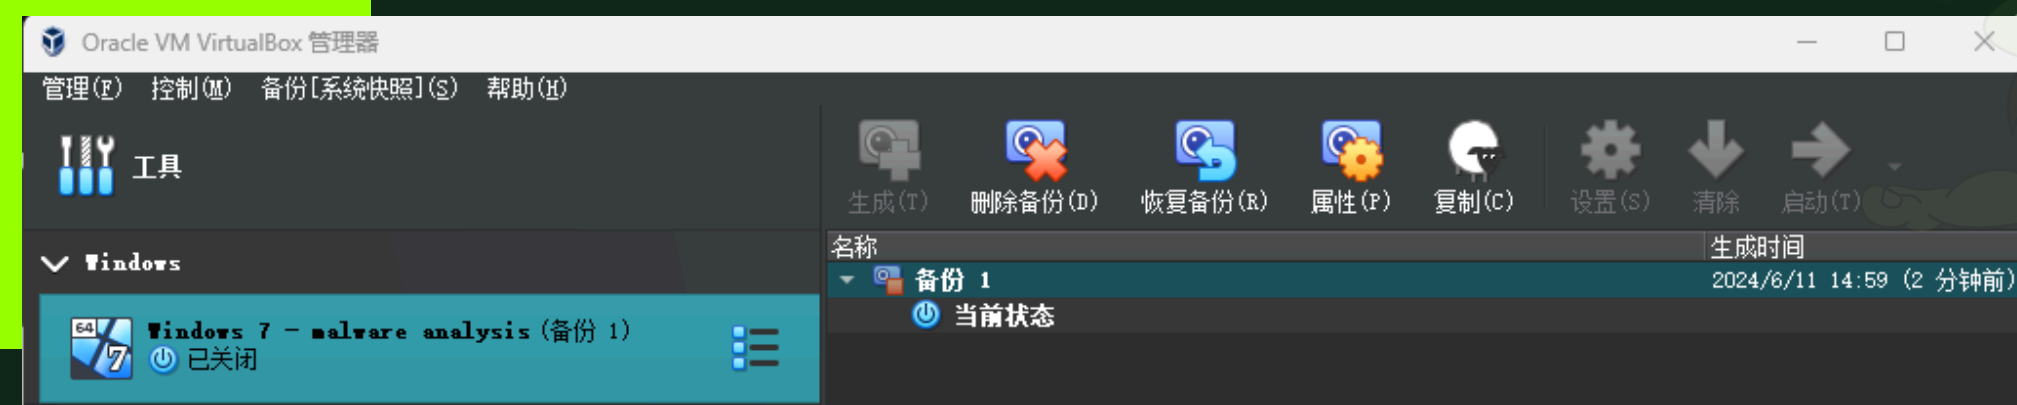 Oracle VM VirtualBox 管理器
管理(F) 控制(M) 备份[系统快照](S) 帮助(H)
工具
生成(T) 删除备份(D) 恢复备份(R) 属性(P) 复制(C) 设置(S) 清除 启动(T)
名称 生成时间
Windows
备份 1 2024/6/11 14:59 (2 分钟前)
当前状态
64 7
Windows 7 - malware analysis (备份 1)
已关闭